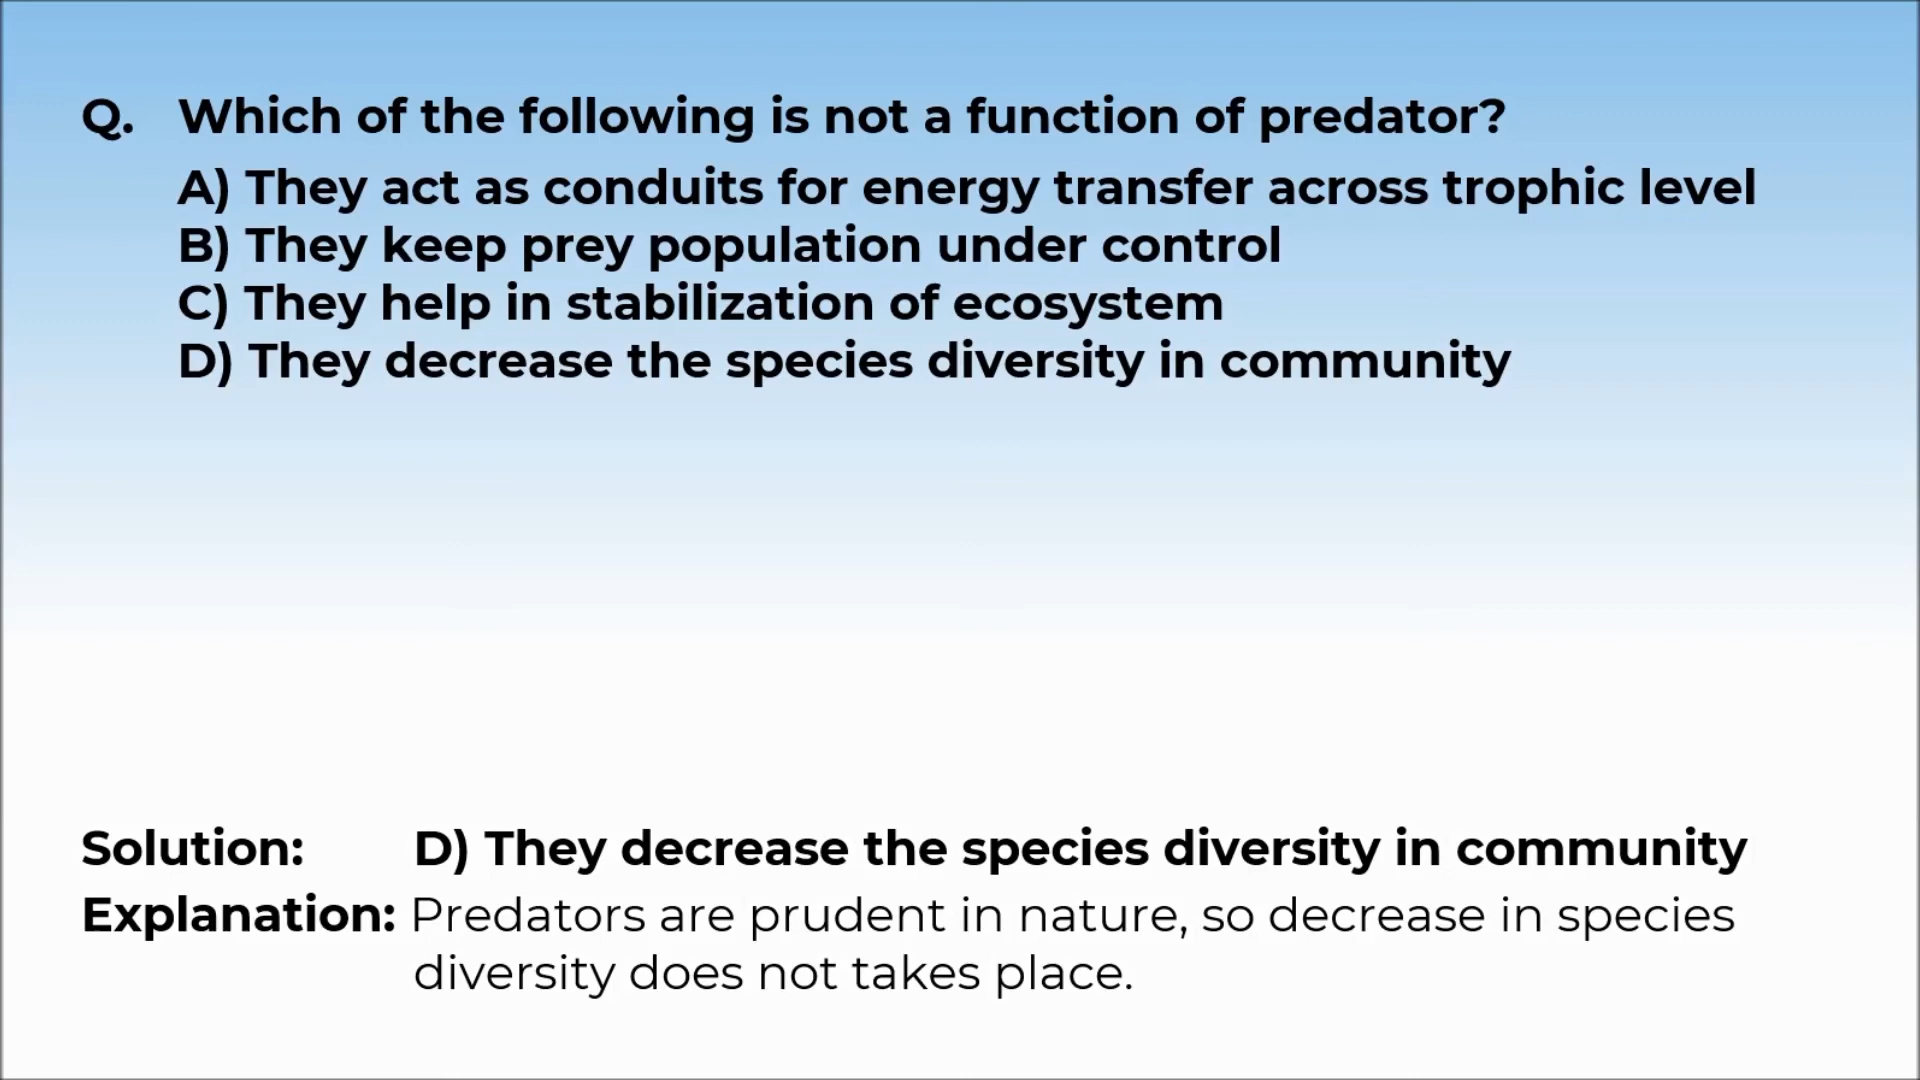 Q. Which of the following is not a function of predator?
A) They act as conduits for energy transfer across trophic level
B) They keep prey population under control
C) They help in stabilization of ecosystem
D) They decrease the species diversity in community
Solution: D) They decrease the species diversity in community
Explanation: Predators are prudent in nature, so decrease in species
diversity does not takes place.